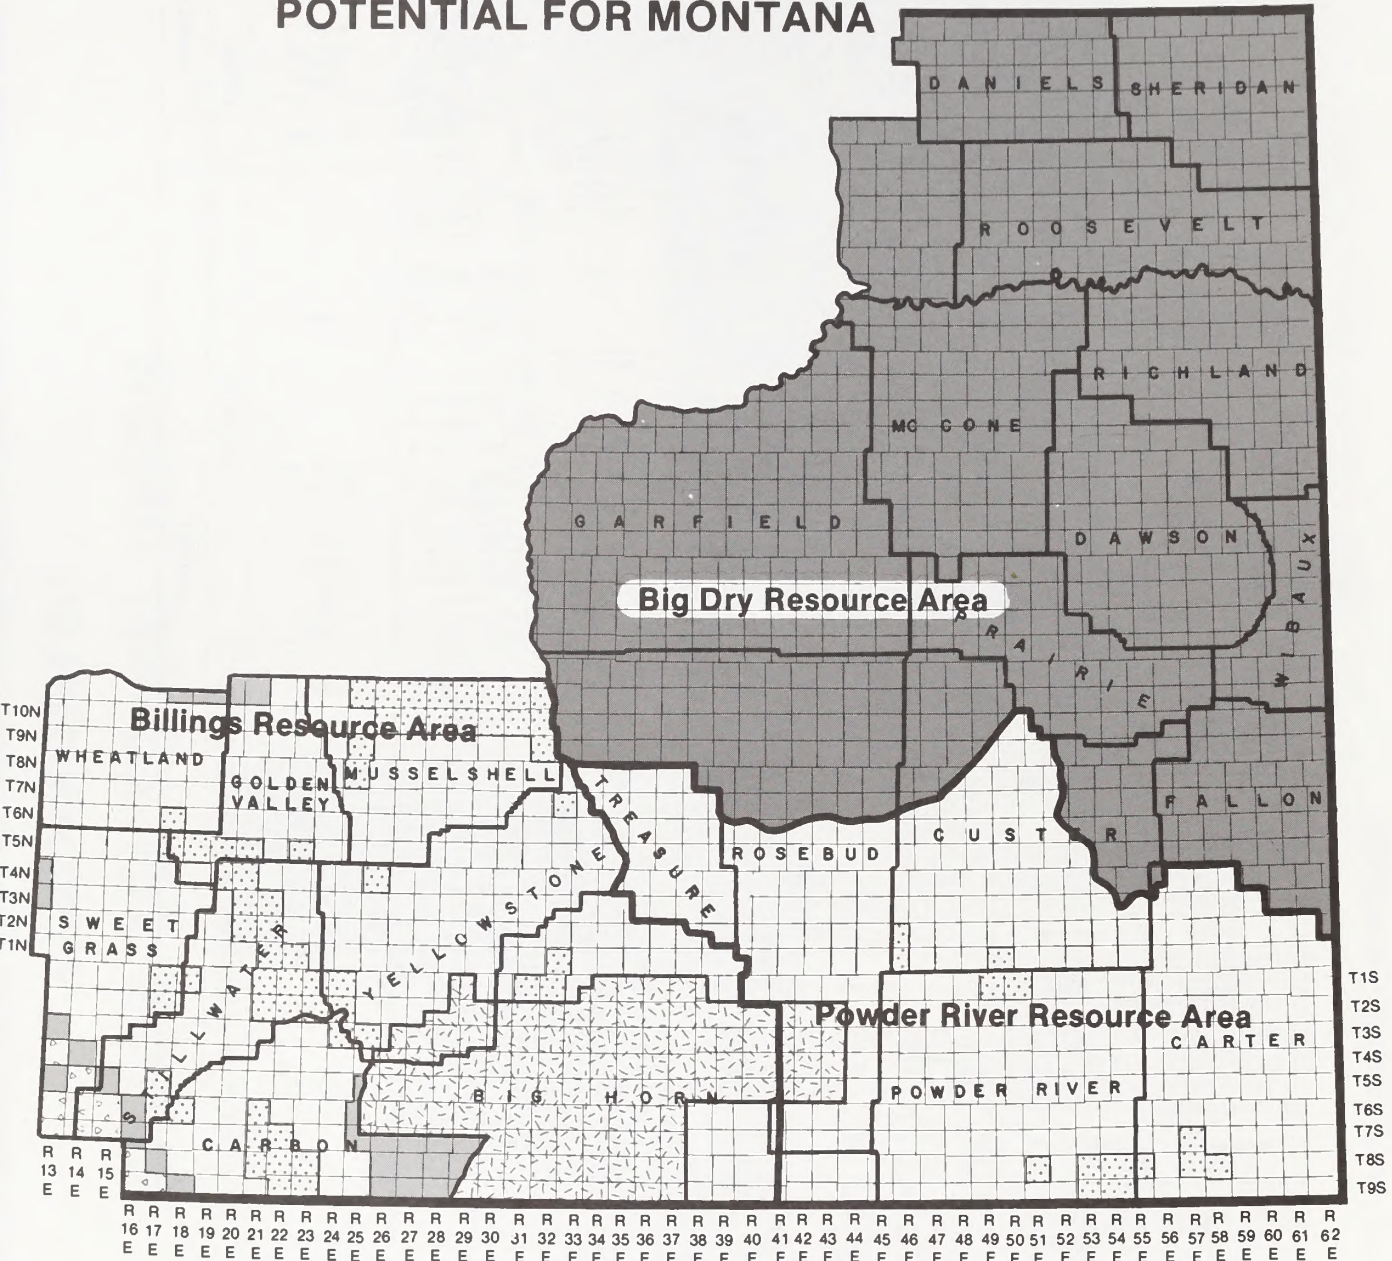 POTENTIAL FOR MONTANA
DANIELS
SHERIDAN
ROOSEVELT
RICHLAND
MC CONE
GARFIELD
DAWSON
WIBAUX
Big Dry Resource Area
PRAIRIE
T10N
T9N
T8N
T7N
T6N
T5N
T4N
T3N
T2N
T1N
Billings Resource Area
WHEATLAND
GOLDEN
VALLEY
MUSSELSHELL
TREASURE
FALLON
CUSTER
ROSEBUD
YELLOWSTONE
SWEET
GRASS
STILLWATER
T1S
T2S
T3S
T4S
T5S
T6S
T7S
T8S
T9S
Powder River Resource Area
CARTER
POWDER RIVER
BIG HORN
CARBON
R R R
13 14 15
E E E
R R R R R R R R R R R R R R R R R R R R R R R R R R R R R R R R R R R R R R R R R R R R R R R
16 17 18 19 20 21 22 23 24 25 26 27 28 29 30 31 32 33 34 35 36 37 38 39 40 41 42 43 44 45 46 47 48 49 50 51 52 53 54 55 56 57 58 59 60 61 62
E E E E E E E E E E E E E E E E E E E E E E E E E E E E E E E E E E E E E E E E E E E E E E E